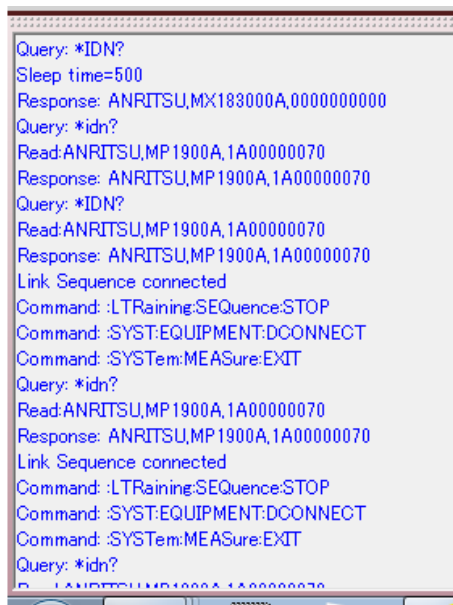 Query: *IDN?
Sleep time=500
Response: ANRITSU,MX183000A,0000000000
Query: *idn?
Read:ANRITSU,MP1900A,1A00000070
Response: ANRITSU,MP1900A,1A00000070
Query: *IDN?
Read:ANRITSU,MP1900A,1A00000070
Response: ANRITSU,MP1900A,1A00000070
Link Sequence connected
Command: :LTRaining:SEQuence:STOP
Command: :SYST:EQUIPMENT:DCONNECT
Command: :SYSTem:MEASure:EXIT
Query: *idn?
Read:ANRITSU,MP1900A,1A00000070
Response: ANRITSU,MP1900A,1A00000070
Link Sequence connected
Command: :LTRaining:SEQuence:STOP
Command: :SYST:EQUIPMENT:DCONNECT
Command: :SYSTem:MEASure:EXIT
Query: *idn?